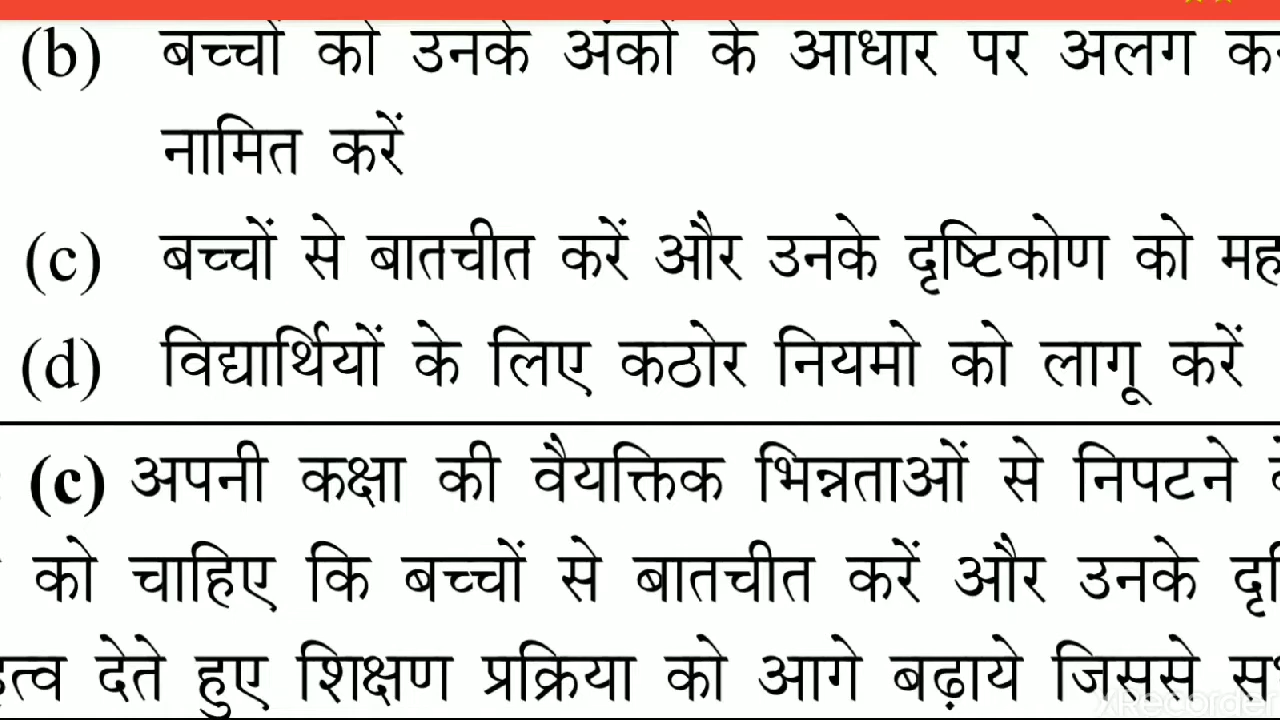 (b) बच्चों को उनके अंकों के आधार पर अलग
नामित करें
(c) बच्चों से बातचीत करें और उनके दृष्टिकोण को
(d) विद्यार्थियों के लिए कठोर नियमो को लागू करें
(c) अपनी कक्षा की वैयक्तिक भिन्नताओं से निपटने
को चाहिए कि बच्चों से बातचीत करें और उनके
देते हुए शिक्षण प्रक्रिया को आगे बढ़ाये जिससे
XRecorder